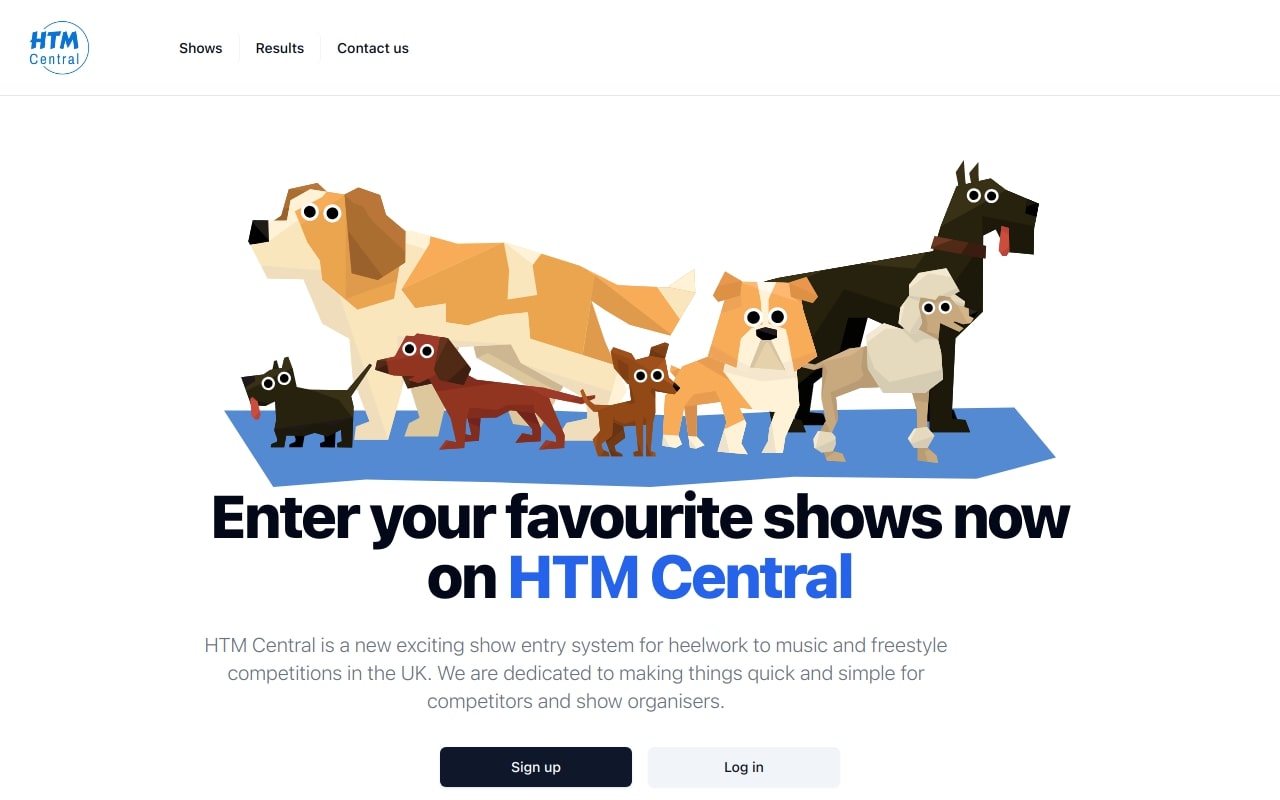 HTM
Central
Shows
Results
Contact us
Enter your favourite shows now
on HTM Central
HTM Central is a new exciting show entry system for heelwork to music and freestyle
competitions in the UK. We are dedicated to making things quick and simple for
competitors and show organisers.
Sign up
Log in